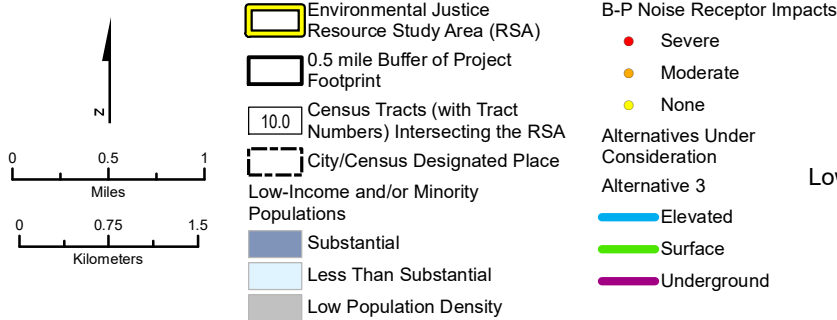 Z
0 0.5 1
Miles
0 0.75 1.5
Kilometers
Environmental Justice
Resource Study Area (RSA)
0.5 mile Buffer of Project
Footprint
10.0
Census Tracts (with Tract
Numbers) Intersecting the RSA
City/Census Designated Place
Low-Income and/or Minority
Populations
Substantial
Less Than Substantial
Low Population Density
B-P Noise Receptor Impacts
Severe
Moderate
None
Alternatives Under
Consideration
Alternative 3
Elevated
Surface
Underground